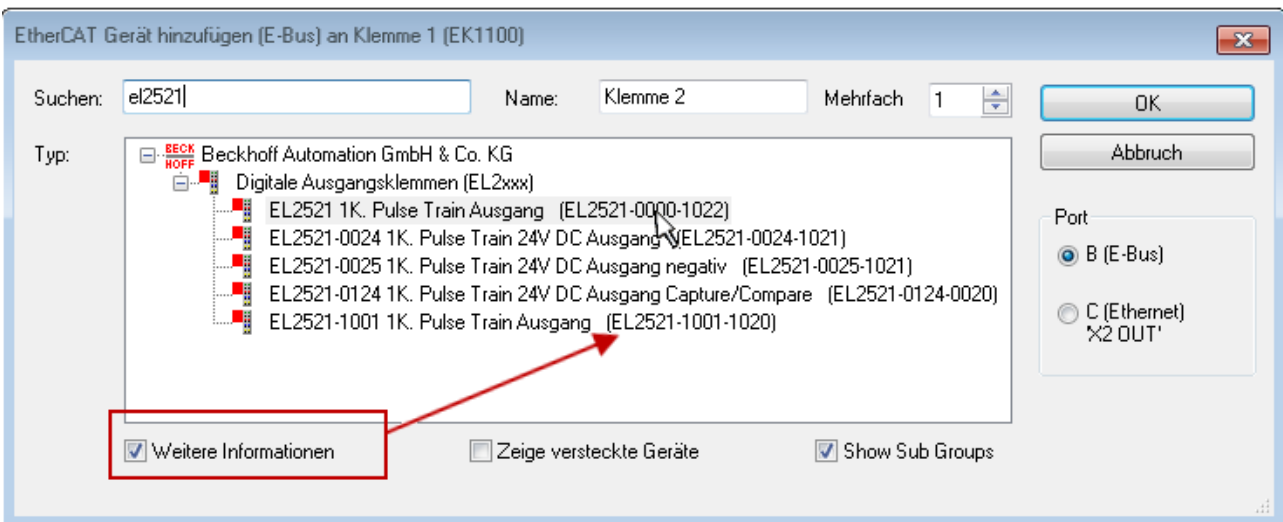 EtherCAT Gerät hinzufügen (E-Bus) an Klemme 1 (EK1100)
Suchen: el2521 Name: Klemme 2 Mehrfach 1 OK
Abbruch
Typ: BECK HOFF Beckhoff Automation GmbH & Co. KG
Digitale Ausgangsklemmen (EL2xxx)
EL2521 1K. Pulse Train Ausgang (EL2521-0000-1022)
EL2521-0024 1K. Pulse Train 24V DC Ausgang (EL2521-0024-1021)
EL2521-0025 1K. Pulse Train 24V DC Ausgang negativ (EL2521-0025-1021)
EL2521-0124 1K. Pulse Train 24V DC Ausgang Capture/Compare (EL2521-0124-0020)
EL2521-1001 1K. Pulse Train Ausgang (EL2521-1001-1020)
Port
B (E-Bus)
C (Ethernet)
'X2 OUT'
Weitere Informationen Zeige versteckte Geräte Show Sub Groups